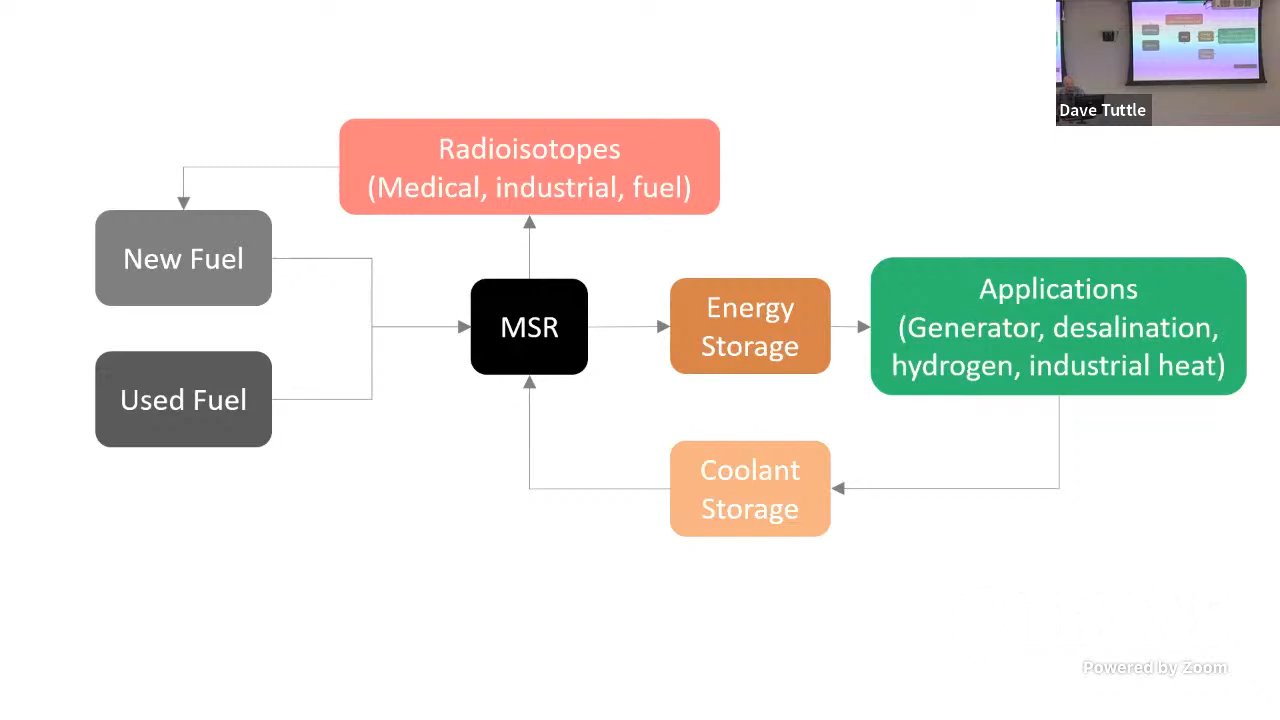 Dave Tuttle
Radioisotopes
(Medical, industrial, fuel)
New Fuel
Used Fuel
MSR
Energy
Storage
Applications
(Generator, desalination,
hydrogen, industrial heat)
Coolant
Storage
Powered by Zoom